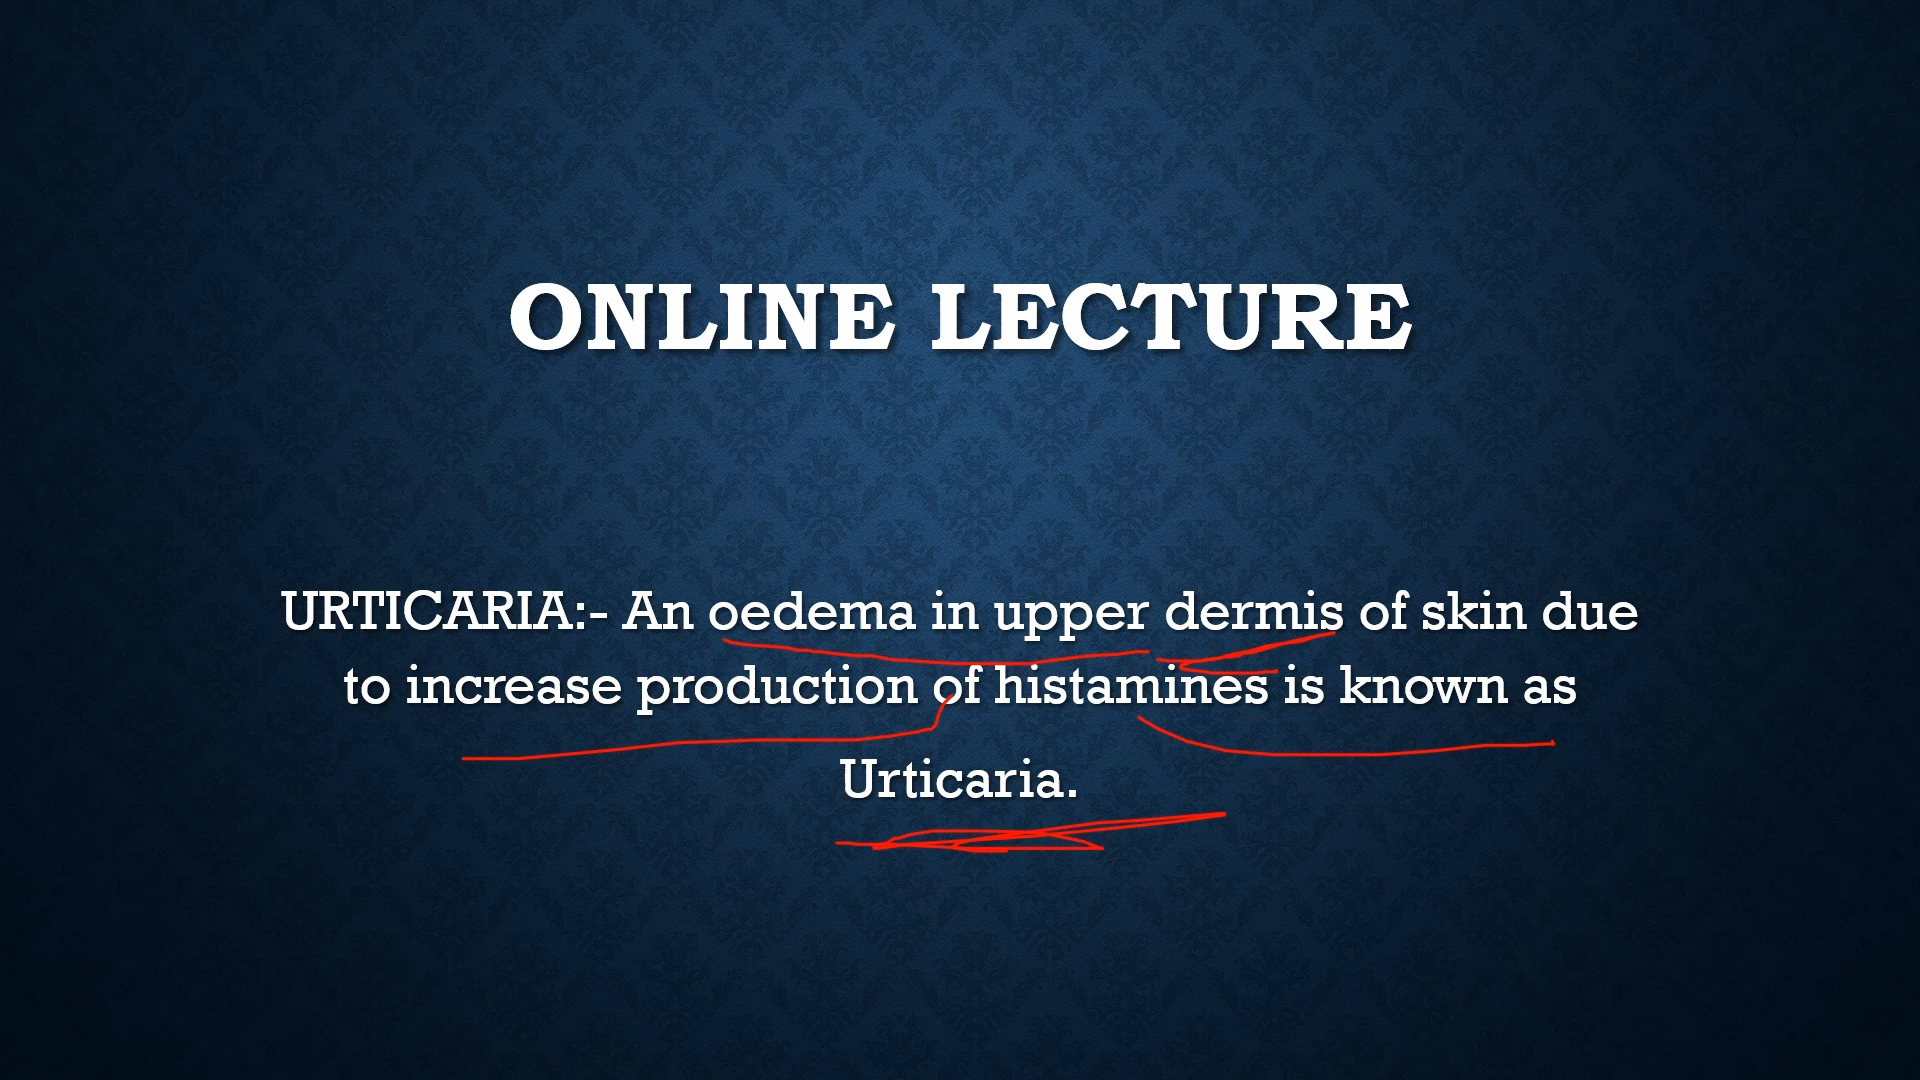 ONLINE LECTURE
URTICARIA:- An oedema in upper dermis of skin due
to increase production of histamines is known as
Urticaria.